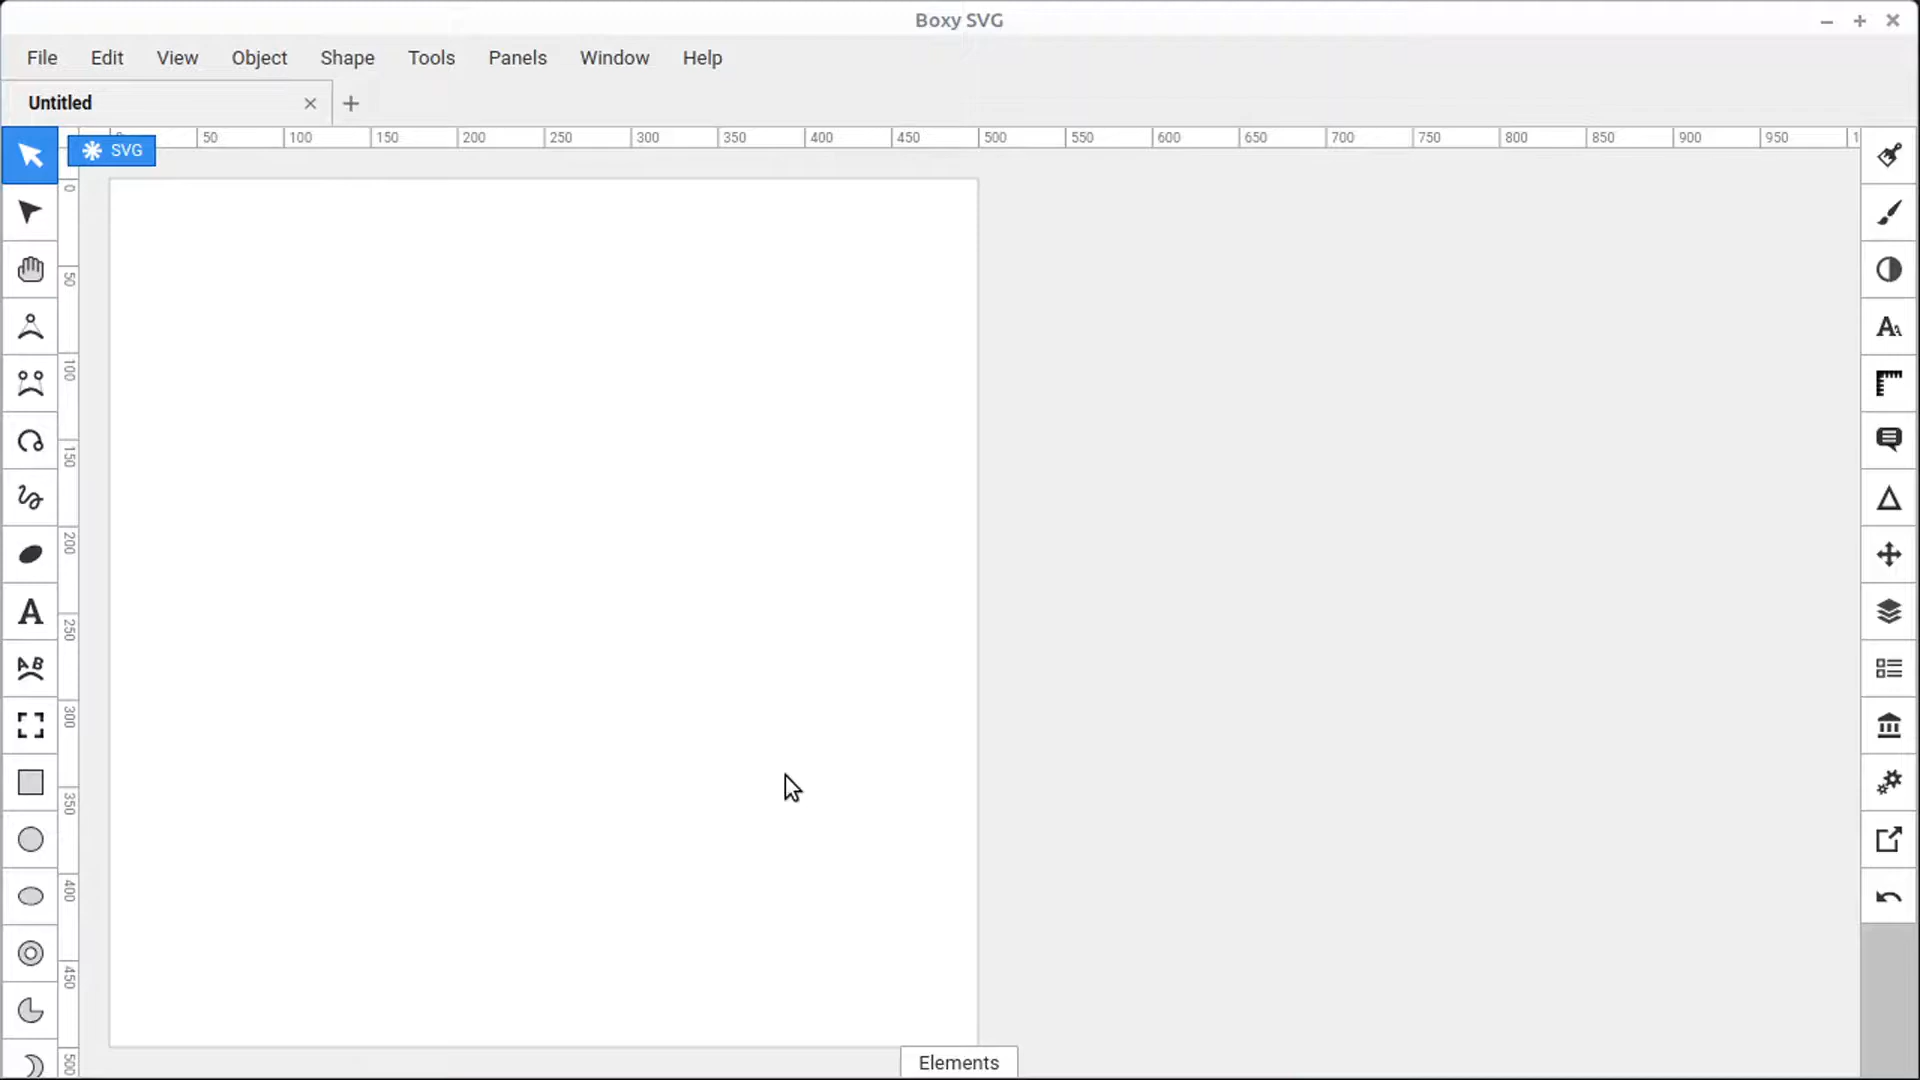 Boxy SVG
File Edit View Object Shape Tools Panels Window Help
Untitled
SVG
0 50 100 150 200 250 300 350 400 450 500 550 600 650 700 750 800 850 900 950 1
0
50
100
150
200
250
300
350
400
450
500
Elements